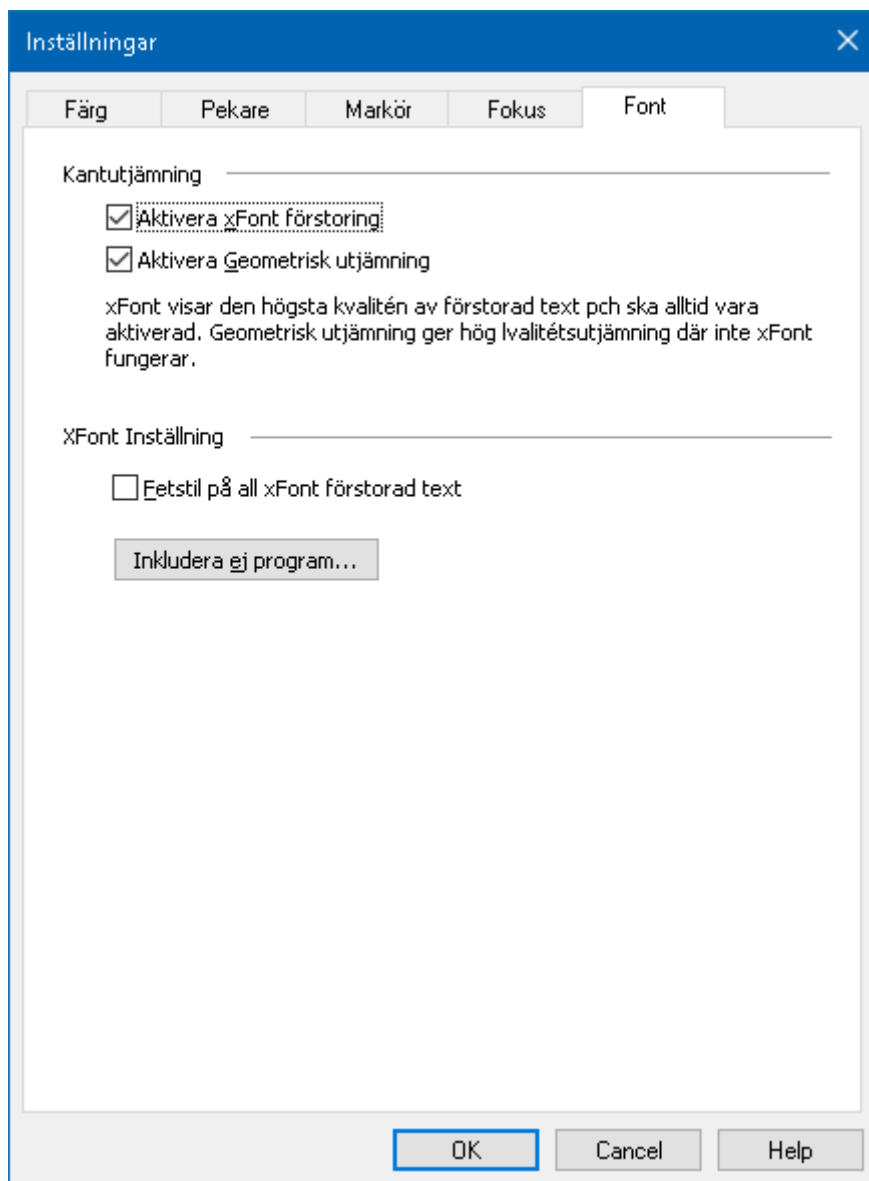 Inställningar
Färg Pekare Markör Fokus Font
Kantutjämning
Aktivera xFont förstoring
Aktivera Geometrisk utjämning
xFont visar den högsta kvalitén av förstorad text pch ska alltid vara
aktiverad. Geometrisk utjämning ger hög lvalitétsutjämning där inte xFont
fungerar.
XFont Inställning
Fetstil på all xFont förstorad text
Inkludera ej program...
OK Cancel Help